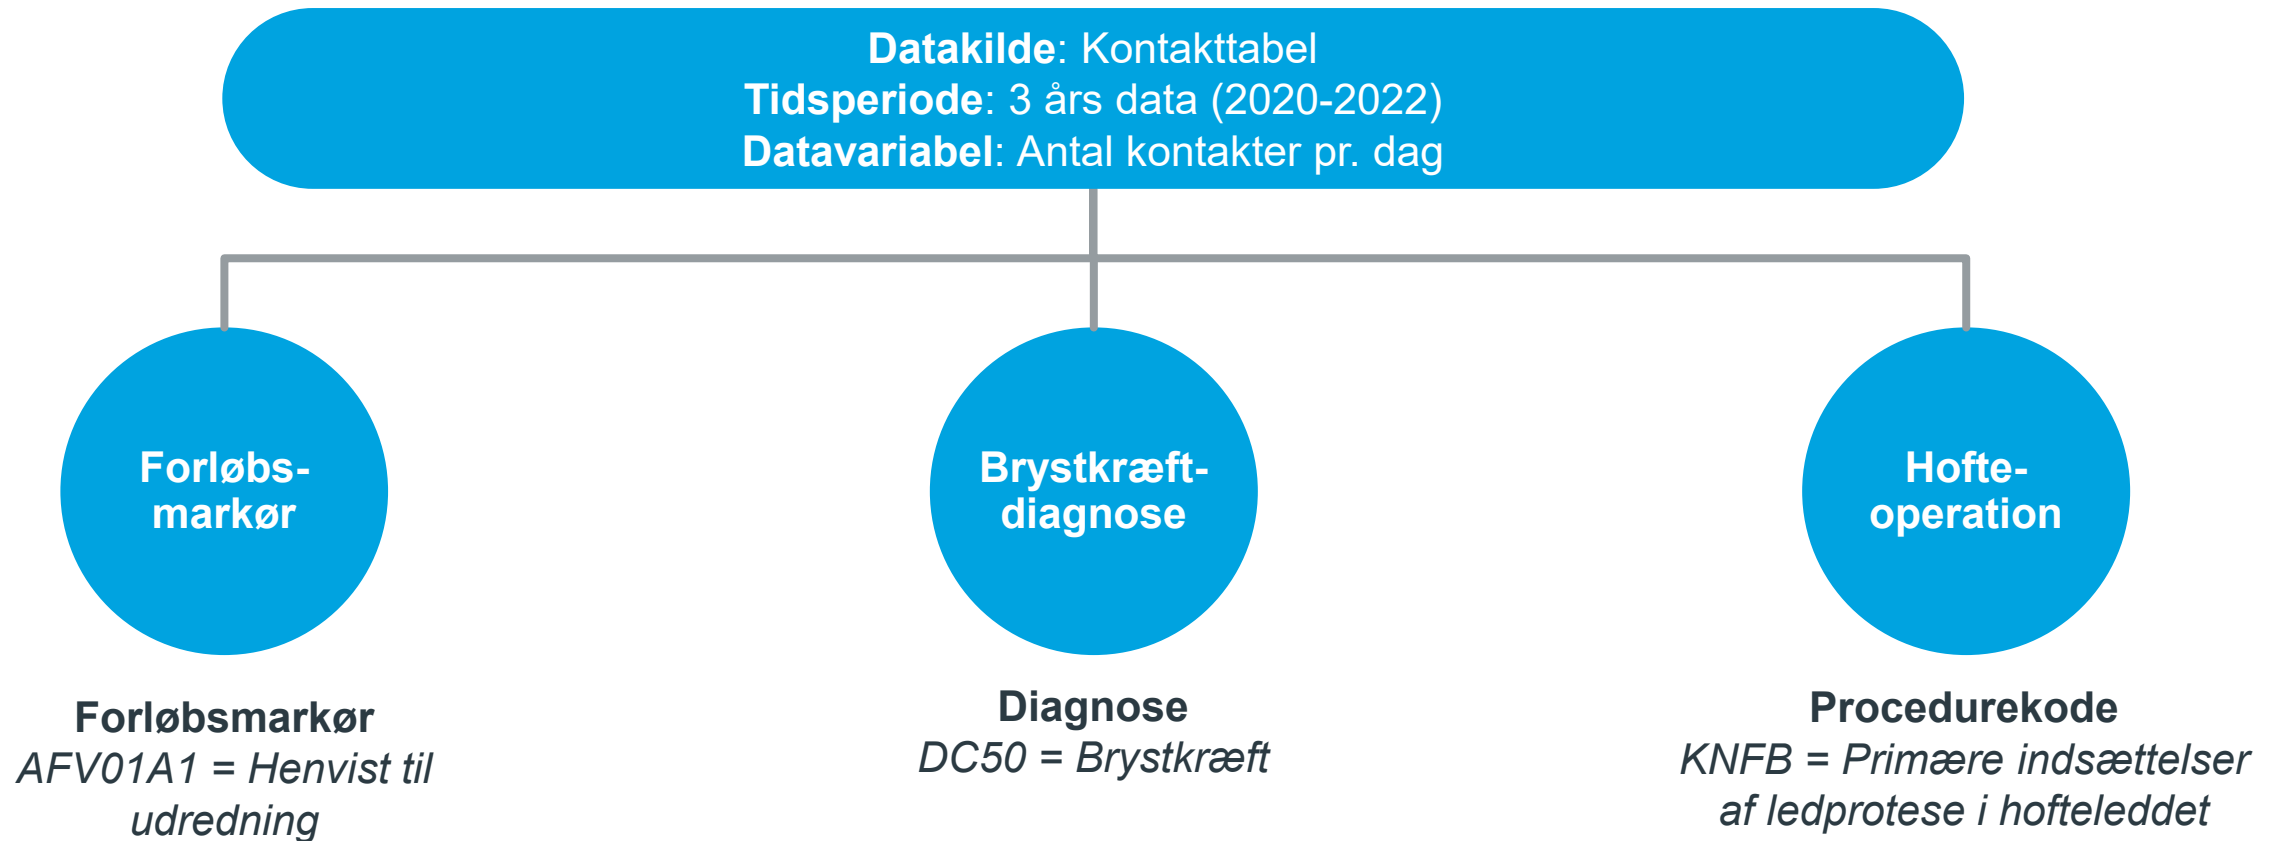 Datakilde: Kontakttabel
Tidsperiode: 3 års data (2020-2022)
Datavariabel: Antal kontakter pr. dag
Forløbs-
markør
Brystkræft-
diagnose
Hofte-
operation
Forløbsmarkør
AFV01A1 = Henvist til
udredning
Diagnose
DC50 = Brystkræft
Procedurekode
KNFB = Primære indsættelser
af ledprotese i hofteleddet